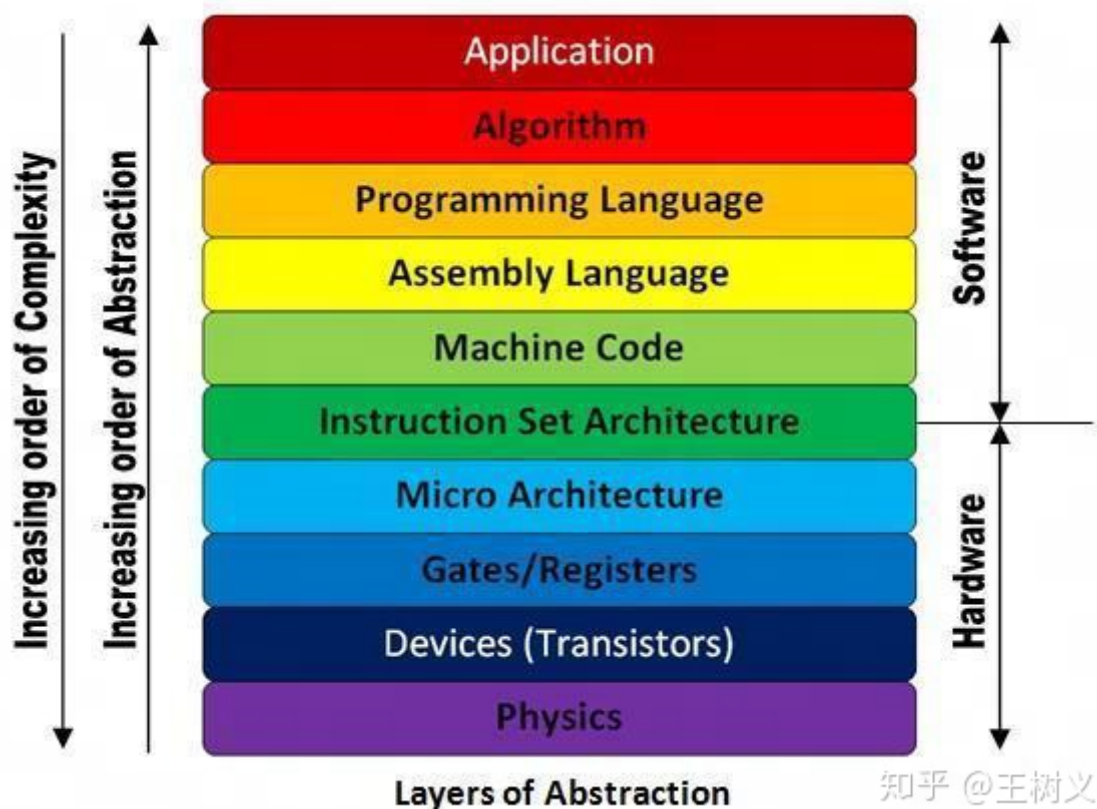 Increasing order of Complexity
Increasing order of Abstraction
Application
Algorithm
Programming Language
Assembly Language
Machine Code
Instruction Set Architecture
Micro Architecture
Gates/Registers
Devices (Transistors)
Physics
Software
Hardware
Layers of Abstraction
知乎 @王树义